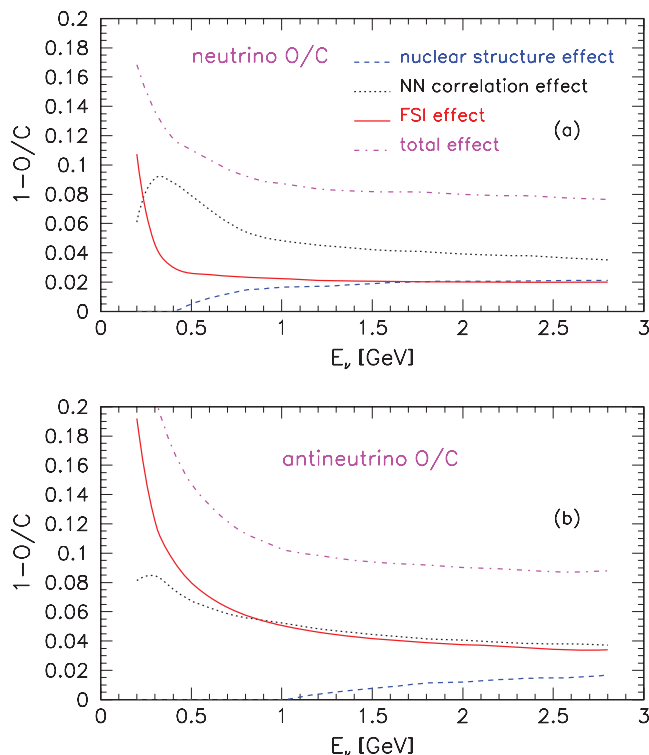 0.2
0.18
0.16
0.14
0.12
0.1
0.08
0.06
0.04
0.02
0
1−O/C
neutrino O/C
nuclear structure effect
NN correlation effect
FSI effect
total effect
(a)
0 0.5 1 1.5 2 2.5 3
Eν [GeV]
0.2
0.18
0.16
0.14
0.12
0.1
0.08
0.06
0.04
0.02
0
1−O/C
antineutrino O/C
(b)
0 0.5 1 1.5 2 2.5 3
Eν [GeV]